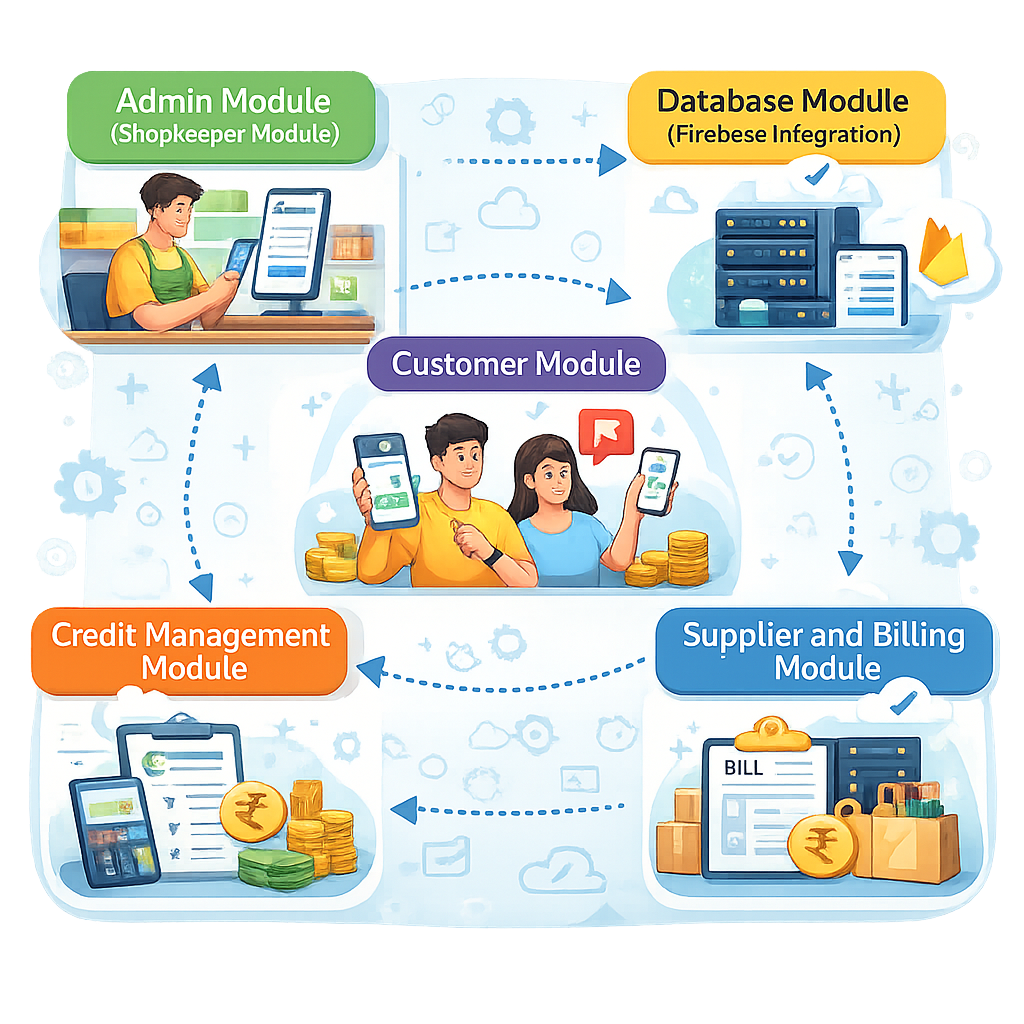 Admin Module
(Shopkeeper Module)
Database Module
(Firebese Infegration)
Customer Module
Credit Management
Module
Supplier and Billing
Module
BILL
₹
₹